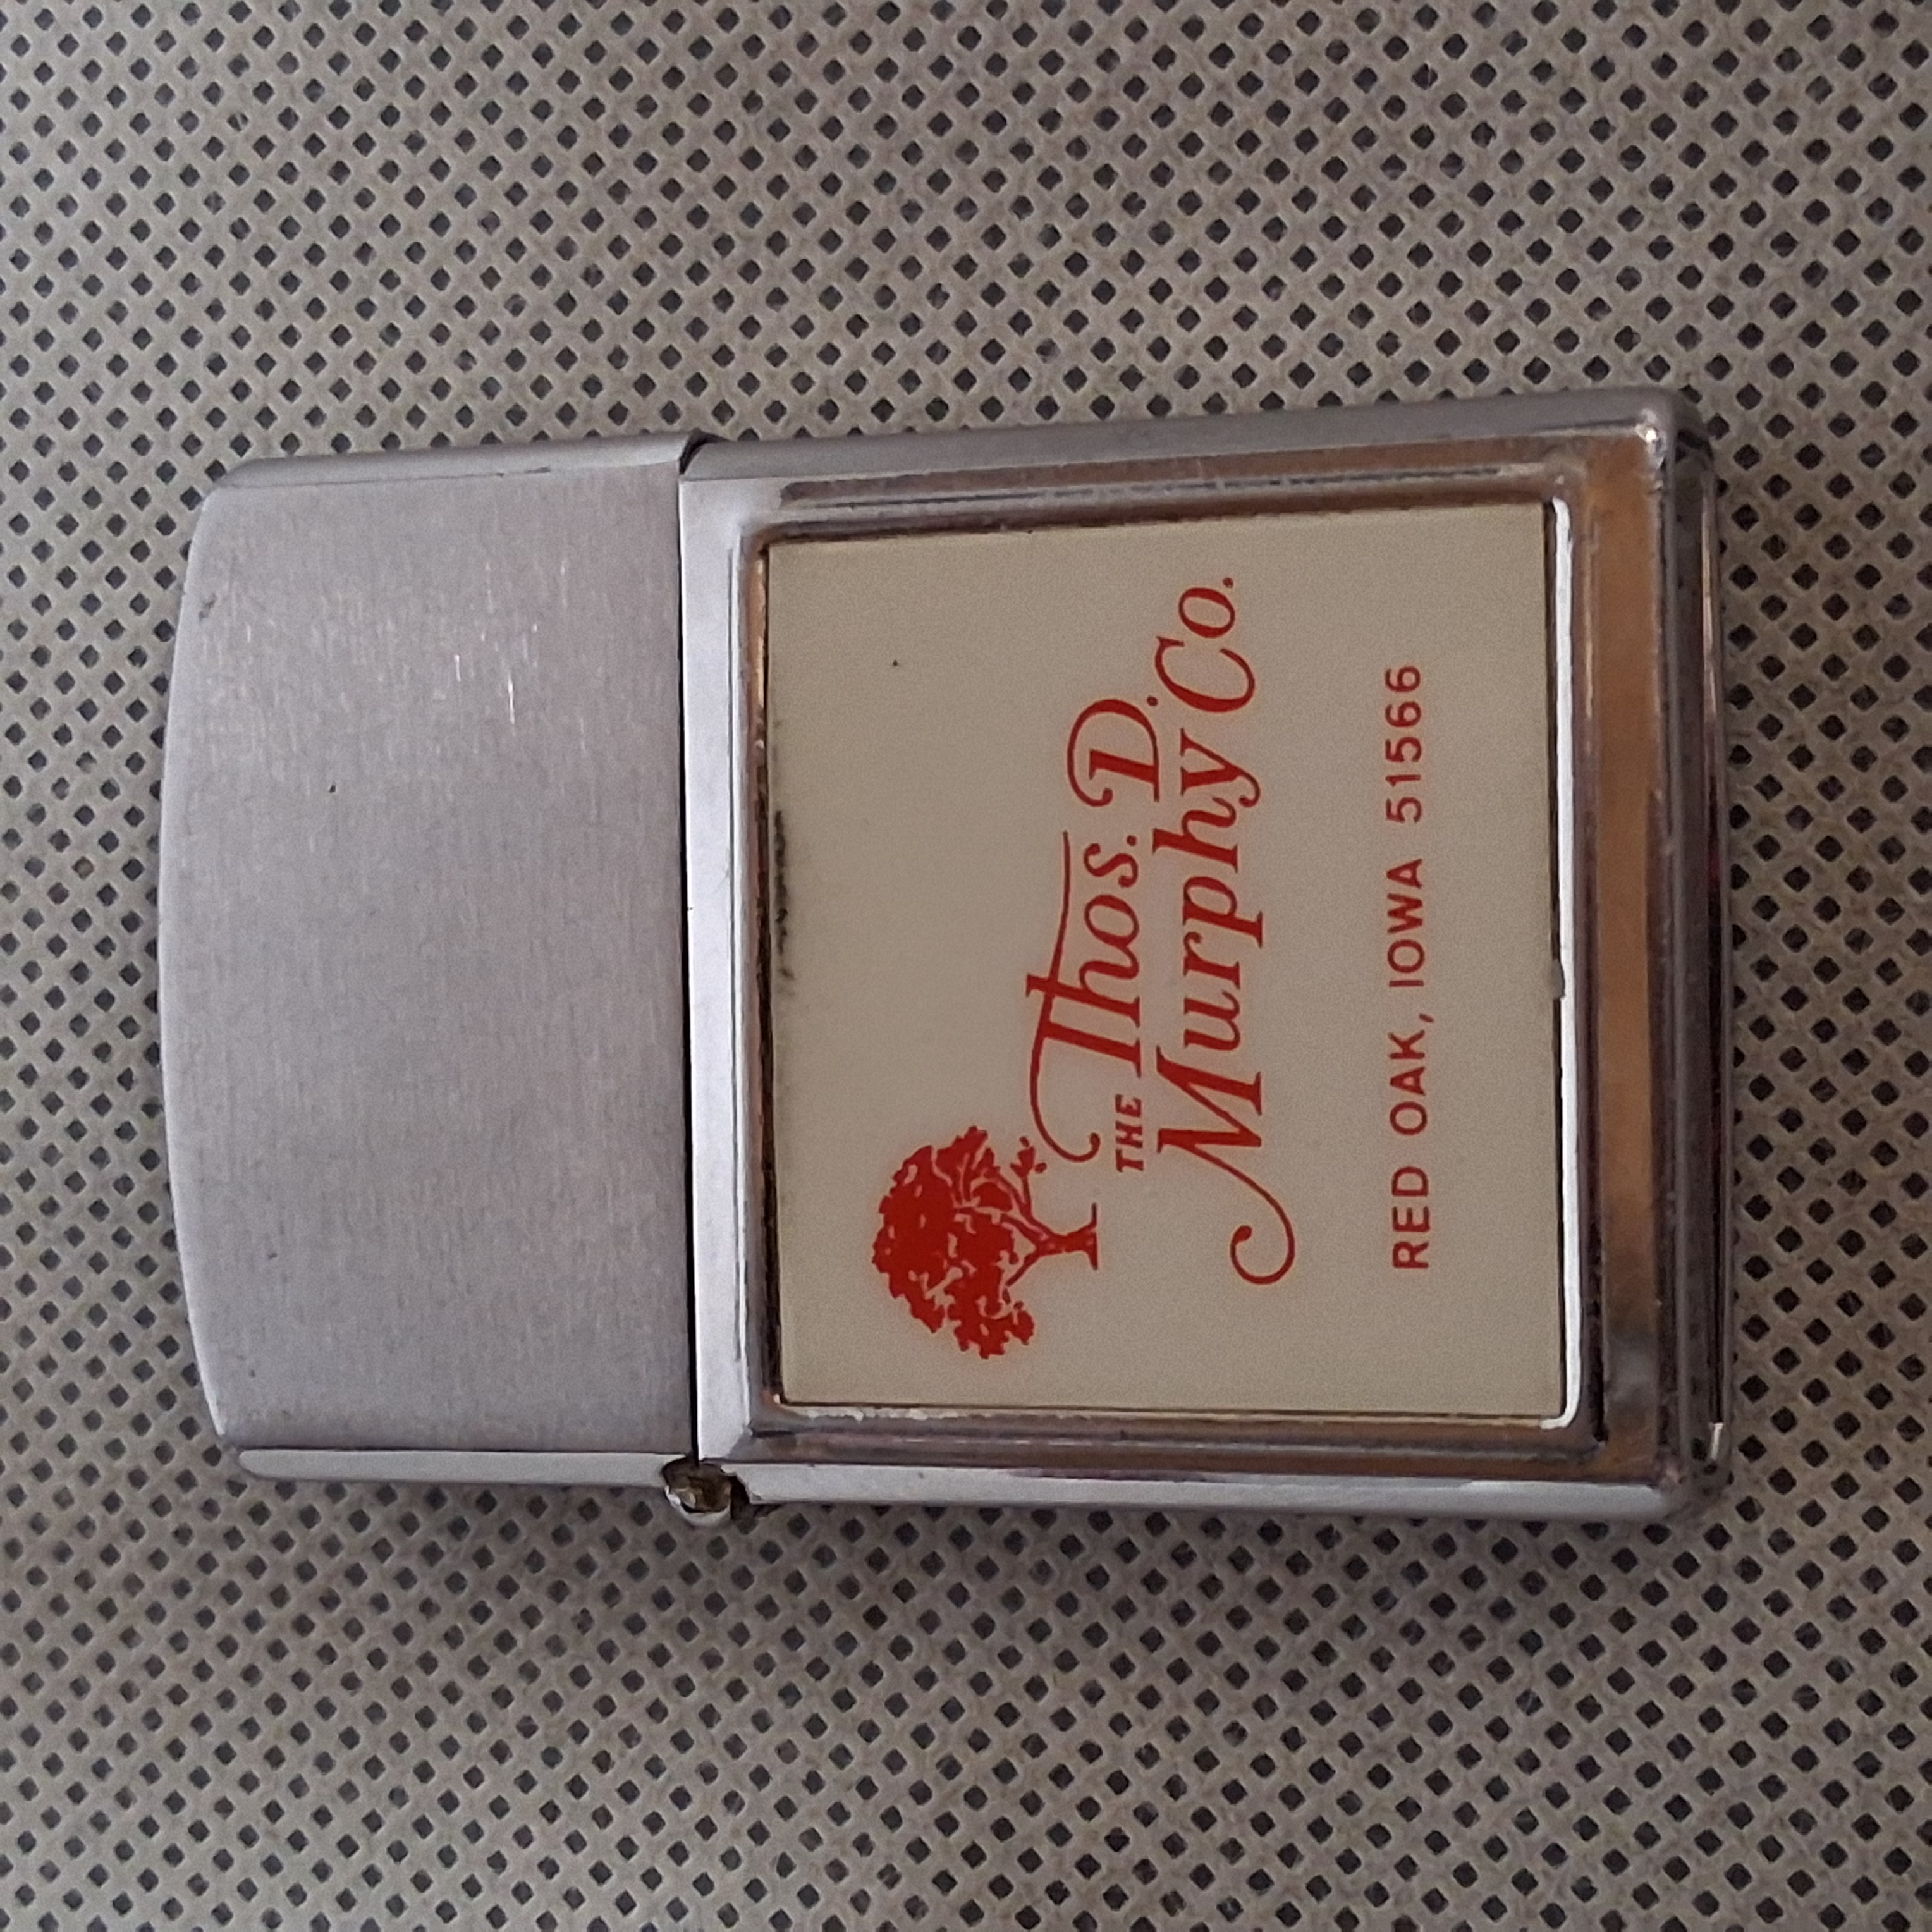 THE Thos. D.
Murphy Co.
RED OAK, IOWA 51566